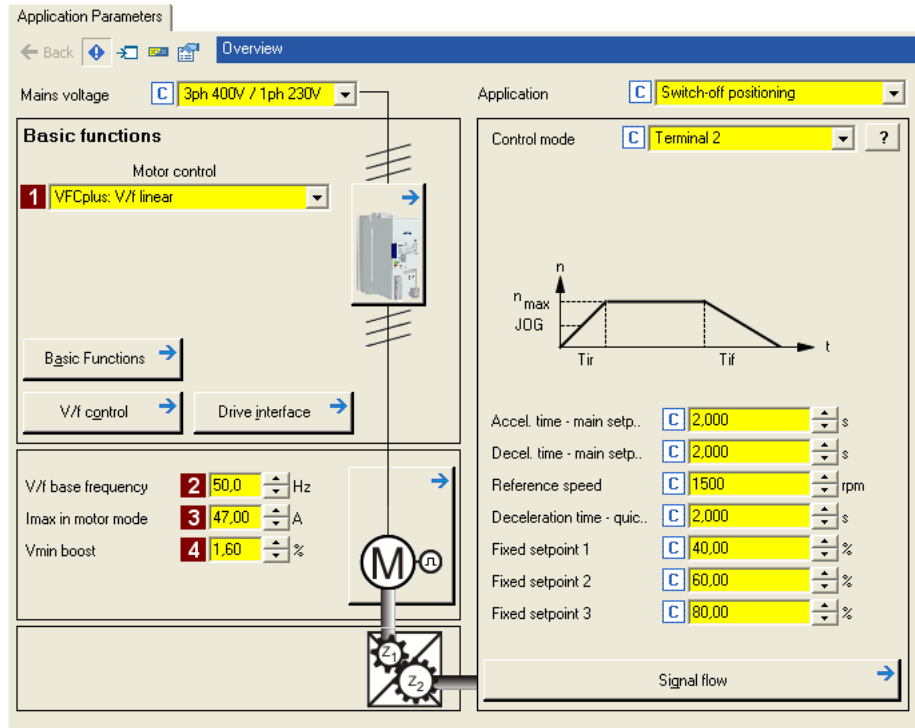 Application Parameters
Back
Overview
Mains voltage C 3ph 400V / 1ph 230V
Application C Switch-off positioning
Basic functions
Motor control
1 VFCplus: V/f linear
Basic Functions
V/f control
Drive interface
V/f base frequency 2 50,0 Hz
Imax in motor mode 3 47,00 A
Vmin boost 4 1,60 %
M
Z1
Z2
Control mode C Terminal 2 ?
n
n max
JOG
t
Tir Tif
Accel. time - main setp.. C 2,000 s
Decel. time - main setp.. C 2,000 s
Reference speed C 1500 rpm
Deceleration time - quic.. C 2,000 s
Fixed setpoint 1 C 40,00 %
Fixed setpoint 2 C 60,00 %
Fixed setpoint 3 C 80,00 %
Signal flow